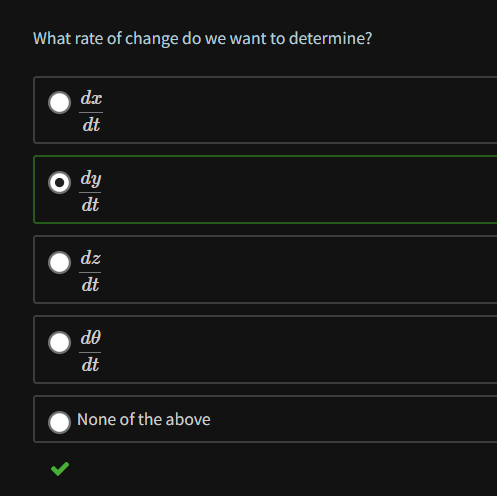 What rate of change do we want to determine?
dx
dt
dy
dt
dz
dt
dθ
dt
None of the above